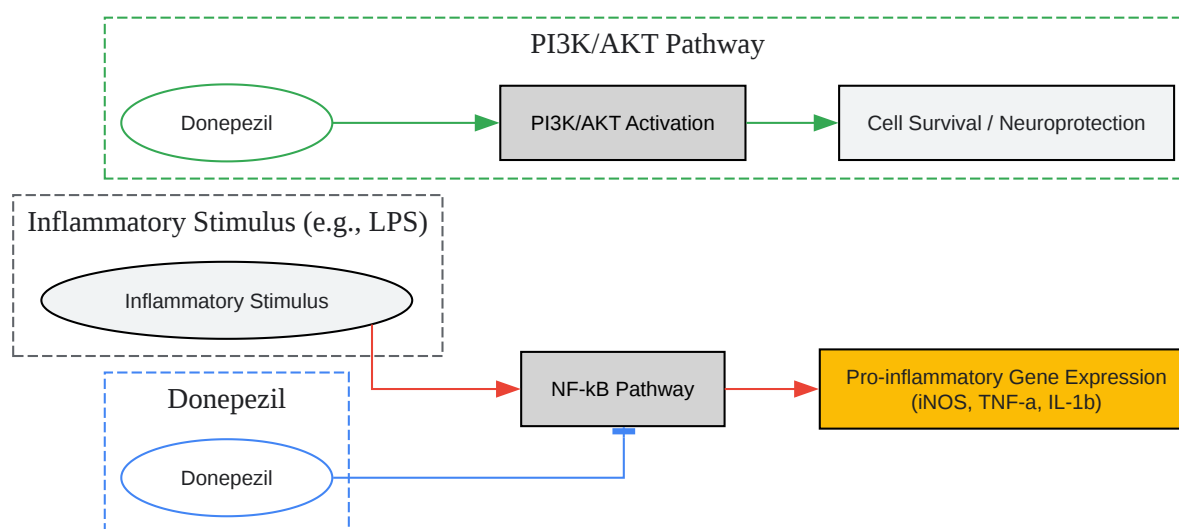 PI3K/AKT Pathway
Donepezil
PI3K/AKT Activation
Cell Survival / Neuroprotection
Inflammatory Stimulus (e.g., LPS)
Inflammatory Stimulus
NF-kB Pathway
Pro-inflammatory Gene Expression
(iNOS, TNF-a, IL-1b)
Donepezil
Donepezil